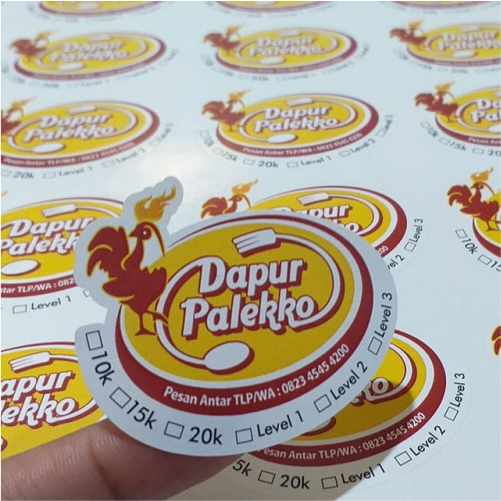 Dapur
Palekko
Pesan Antar TLP/WA : 0823 4545 4200
10k
15k
20k
Level 1
Level 2
Level 3